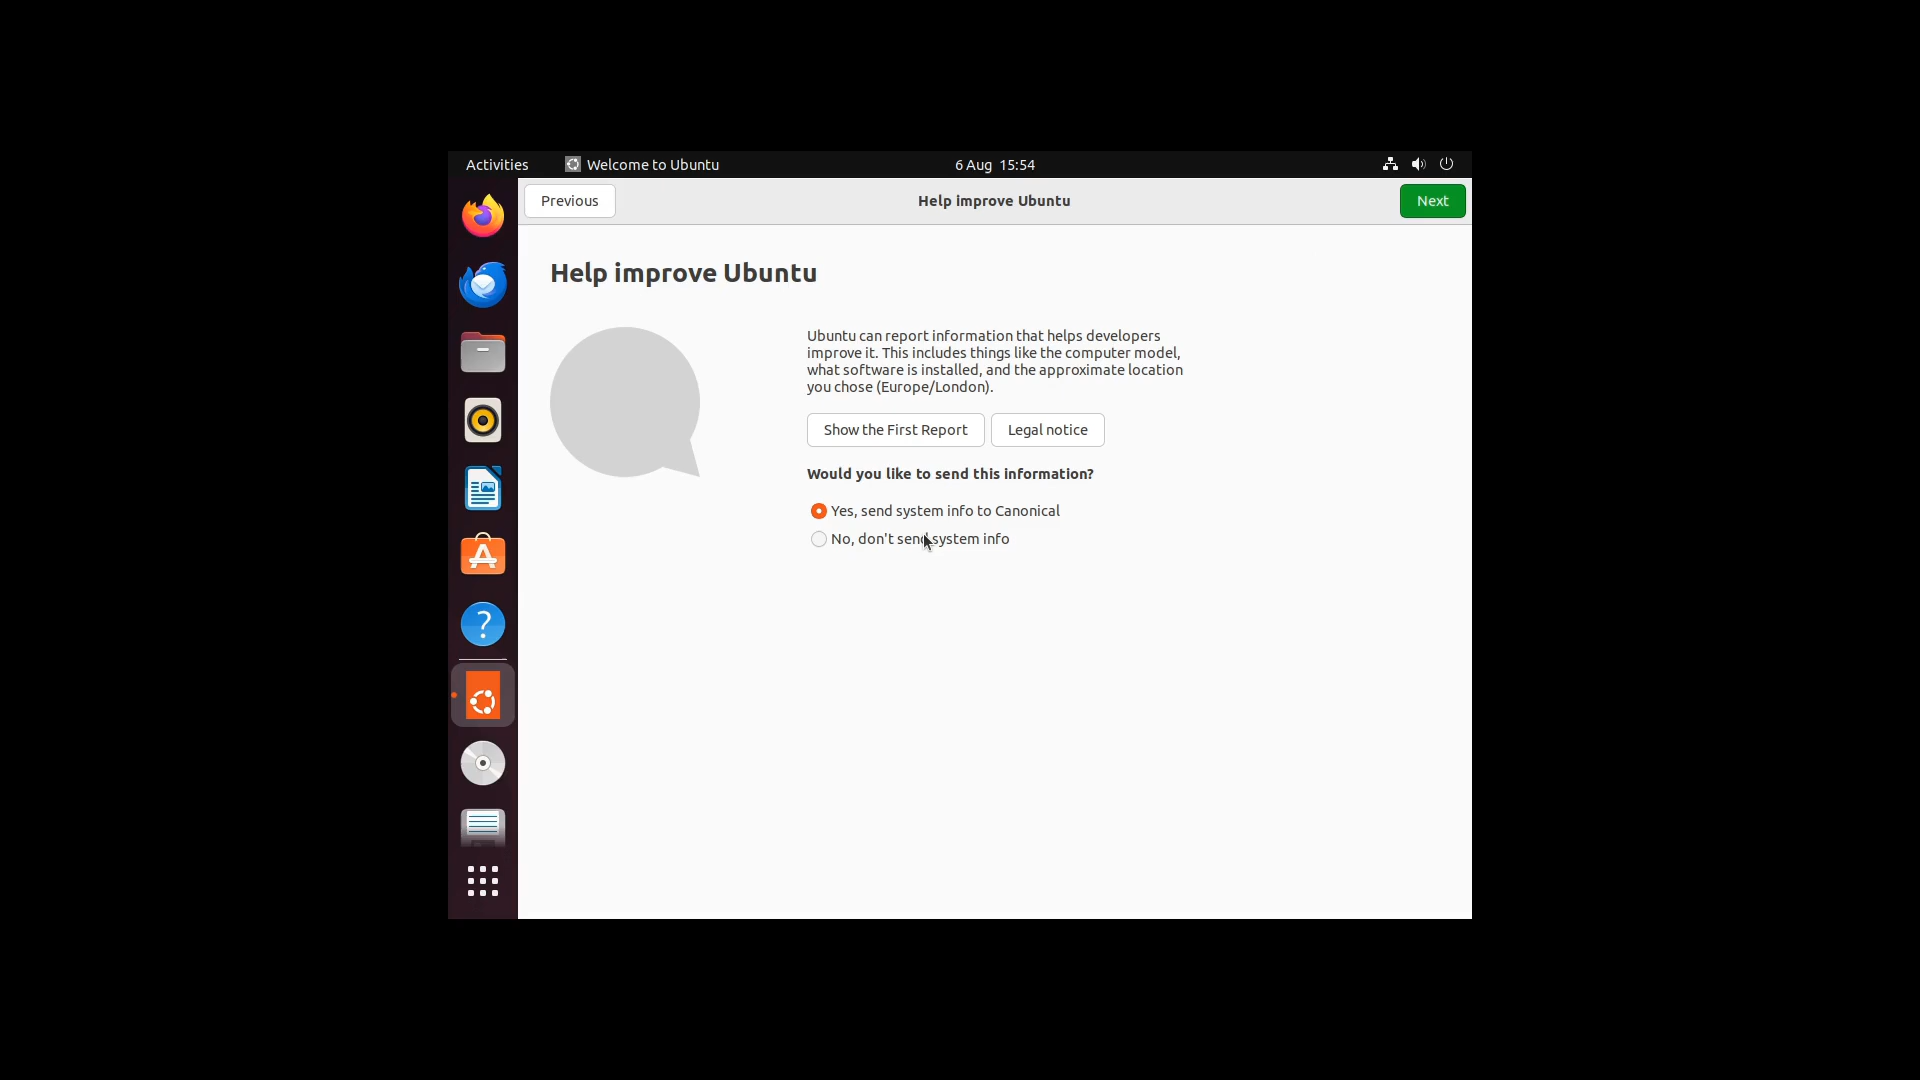 Activities
Welcome to Ubuntu
6 Aug 15:54
Previous
Help improve Ubuntu
Next
Help improve Ubuntu
Ubuntu can report information that helps developers
improve it. This includes things like the computer model,
what software is installed, and the approximate location
you chose (Europe/London).
Show the First Report
Legal notice
Would you like to send this information?
Yes, send system info to Canonical
No, don't send system info